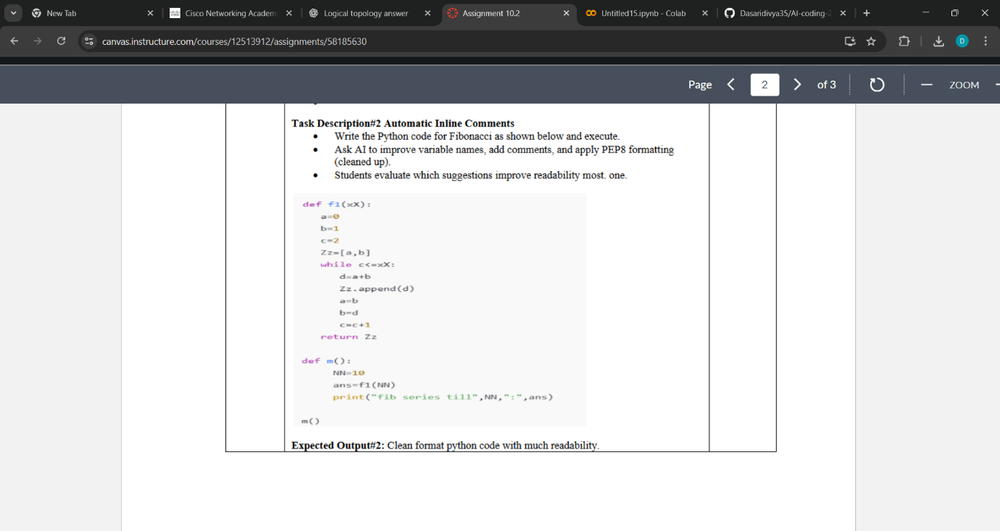 New Tab
Cisco Networking Academ
Logical topology answer
Assignment 10.2
Untitled15.ipynb - Colab
Dasaridivya35/AI-coding-2
canvas.instructure.com/courses/12513912/assignments/58185630
D
Page 2 of 3 ZOOM
Task Description#2 Automatic Inline Comments
• Write the Python code for Fibonacci as shown below and execute.
• Ask AI to improve variable names, add comments, and apply PEP8 formatting
(cleaned up).
• Students evaluate which suggestions improve readability most. one.
def f1(xX):
a=0
b=1
c=2
Zz=[a,b]
while c<=xX:
d=a+b
Zz.append(d)
a=b
b=d
c=c+1
return Zz
def m():
NN=10
ans=f1(NN)
print("fib series till",NN,":",ans)
m()
Expected Output#2: Clean format python code with much readability.